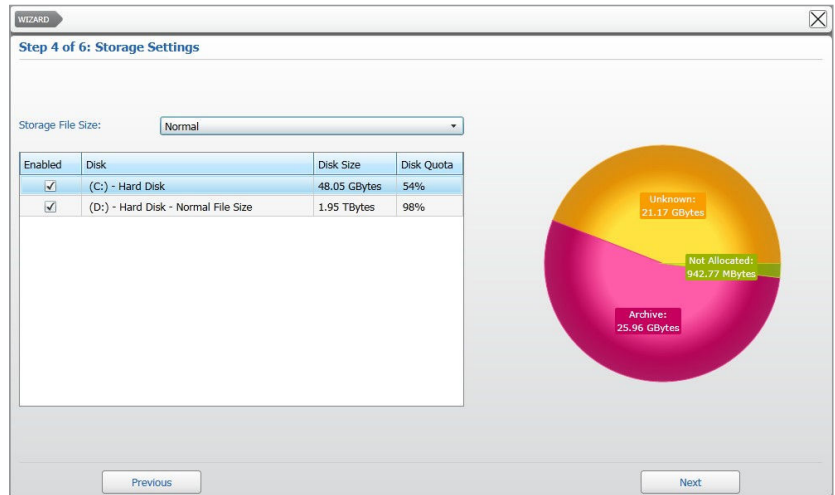 WIZARD
Step 4 of 6: Storage Settings
Storage File Size: Normal
Enabled Disk Disk Size Disk Quota
(C:) - Hard Disk 48.05 GBytes 54%
(D:) - Hard Disk - Normal File Size 1.95 TBytes 98%
Unknown:
21.17 GBytes
Not Allocated:
942.77 MBytes
Archive:
25.96 GBytes
Previous Next